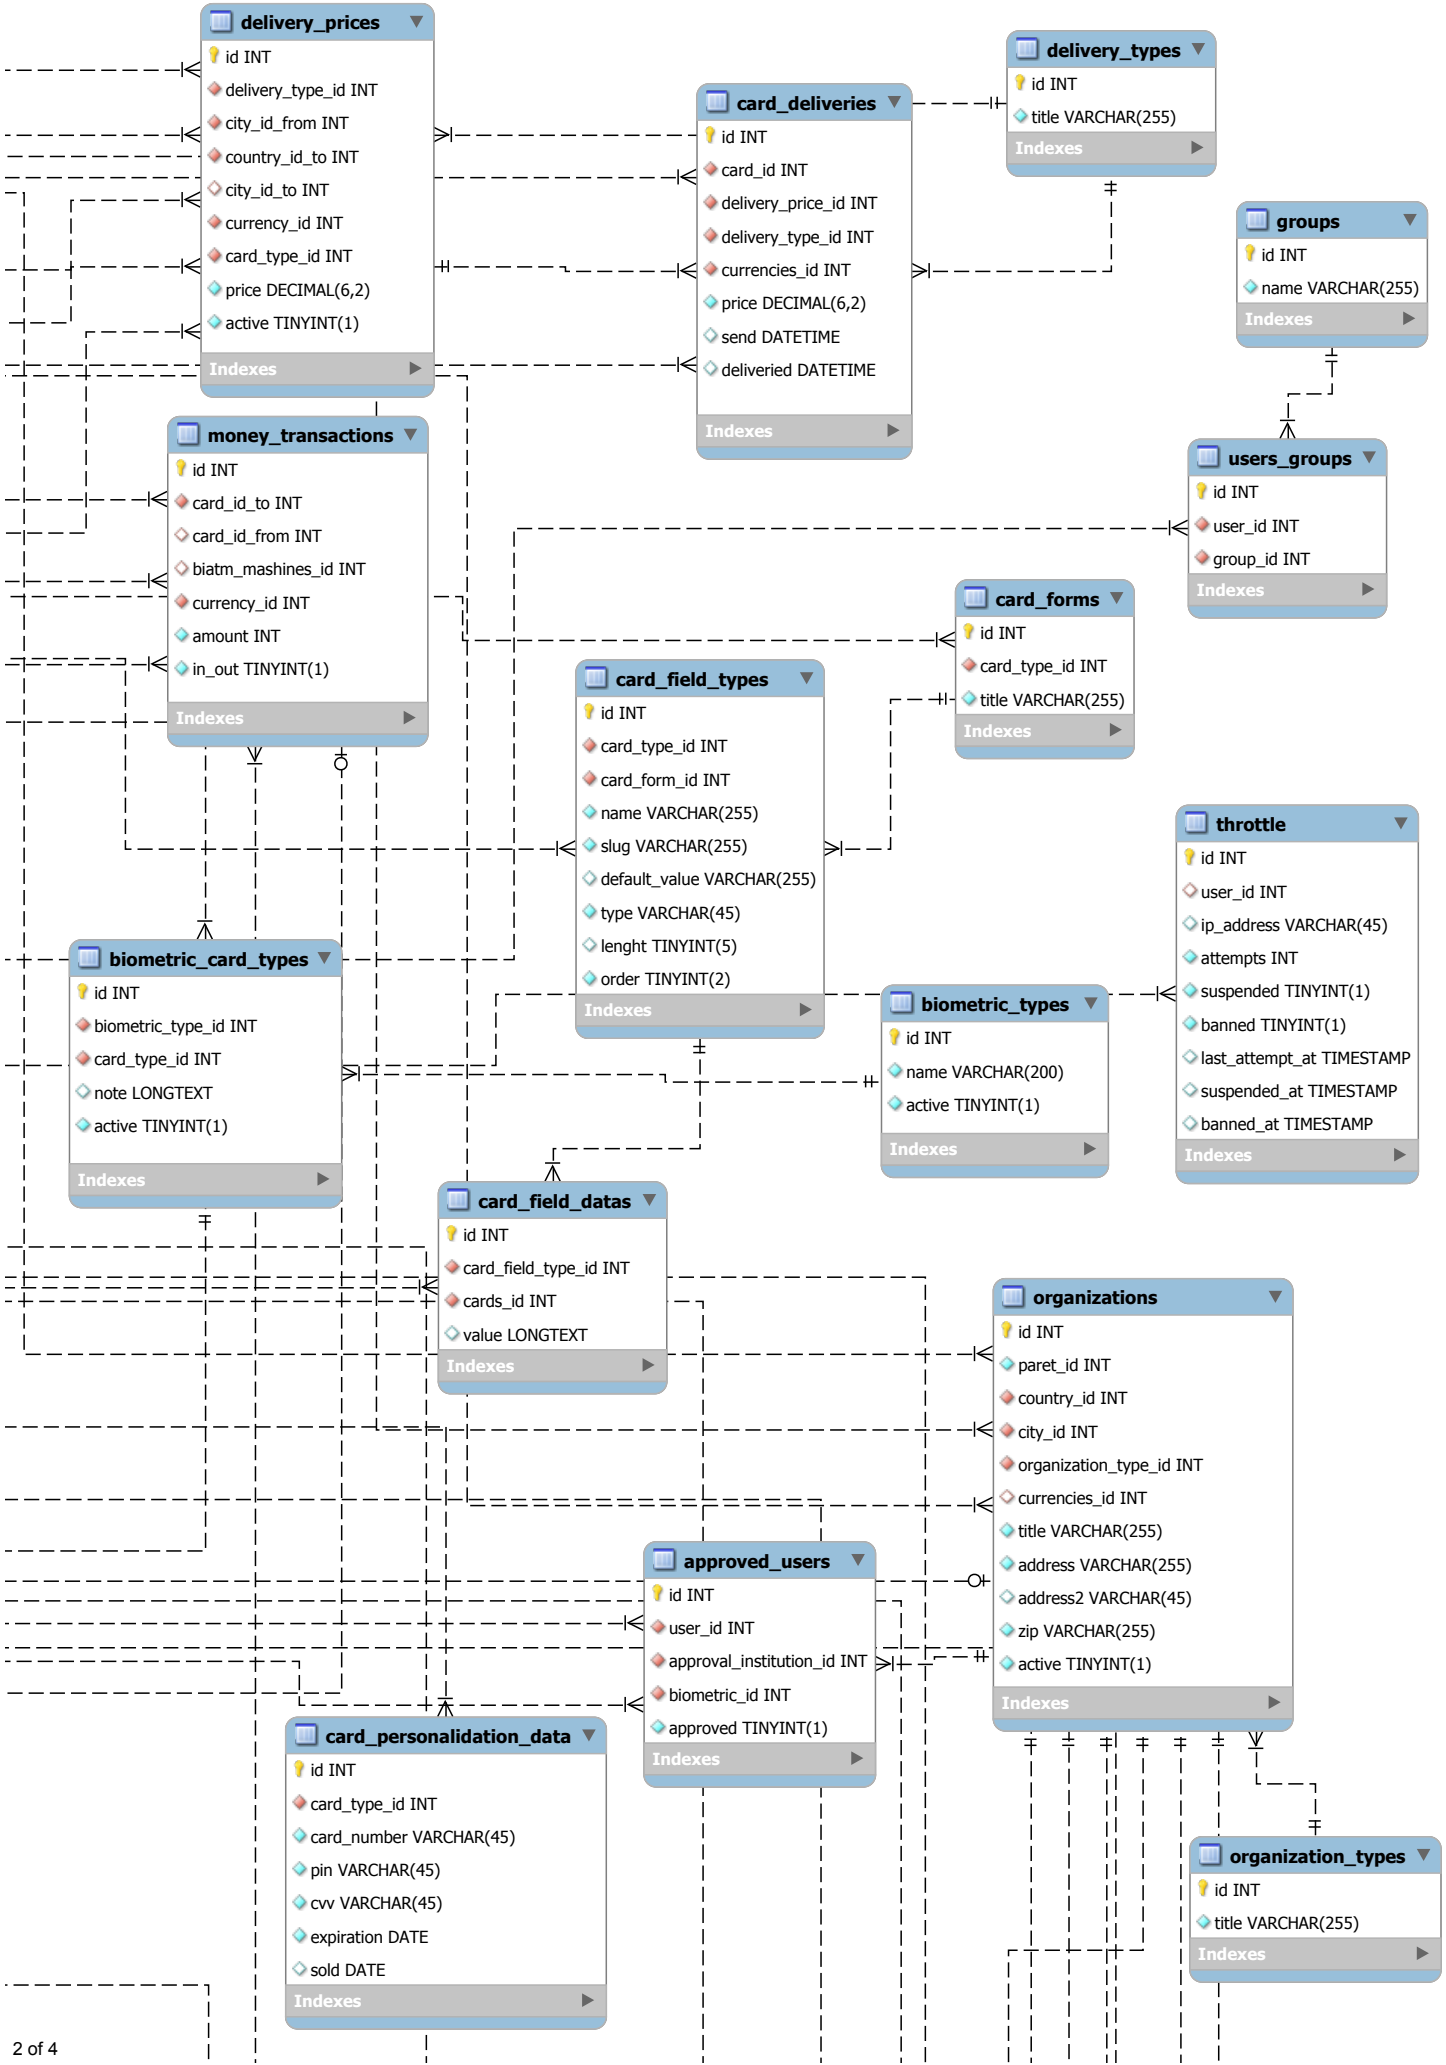 delivery_prices
id INT
delivery_type_id INT
city_id_from INT
country_id_to INT
city_id_to INT
currency_id INT
card_type_id INT
price DECIMAL(6,2)
active TINYINT(1)
Indexes
card_deliveries
id INT
card_id INT
delivery_price_id INT
delivery_type_id INT
currencies_id INT
price DECIMAL(6,2)
send DATETIME
deliveried DATETIME
Indexes
delivery_types
id INT
title VARCHAR(255)
Indexes
groups
id INT
name VARCHAR(255)
Indexes
money_transactions
id INT
card_id_to INT
card_id_from INT
biatm_mashines_id INT
currency_id INT
amount INT
in_out TINYINT(1)
Indexes
users_groups
id INT
user_id INT
group_id INT
Indexes
card_forms
id INT
card_type_id INT
title VARCHAR(255)
Indexes
card_field_types
id INT
card_type_id INT
card_form_id INT
name VARCHAR(255)
slug VARCHAR(255)
default_value VARCHAR(255)
type VARCHAR(45)
lenght TINYINT(5)
order TINYINT(2)
Indexes
throttle
id INT
user_id INT
ip_address VARCHAR(45)
attempts INT
suspended TINYINT(1)
banned TINYINT(1)
last_attempt_at TIMESTAMP
suspended_at TIMESTAMP
banned_at TIMESTAMP
Indexes
biometric_card_types
id INT
biometric_type_id INT
card_type_id INT
note LONGTEXT
active TINYINT(1)
Indexes
biometric_types
id INT
name VARCHAR(200)
active TINYINT(1)
Indexes
card_field_datas
id INT
card_field_type_id INT
cards_id INT
value LONGTEXT
Indexes
organizations
id INT
paret_id INT
country_id INT
city_id INT
organization_type_id INT
currencies_id INT
title VARCHAR(255)
address VARCHAR(255)
address2 VARCHAR(45)
zip VARCHAR(255)
active TINYINT(1)
Indexes
approved_users
id INT
user_id INT
approval_institution_id INT
biometric_id INT
approved TINYINT(1)
Indexes
card_personalidation_data
id INT
card_type_id INT
card_number VARCHAR(45)
pin VARCHAR(45)
cvv VARCHAR(45)
expiration DATE
sold DATE
Indexes
organization_types
id INT
title VARCHAR(255)
Indexes
2 of 4